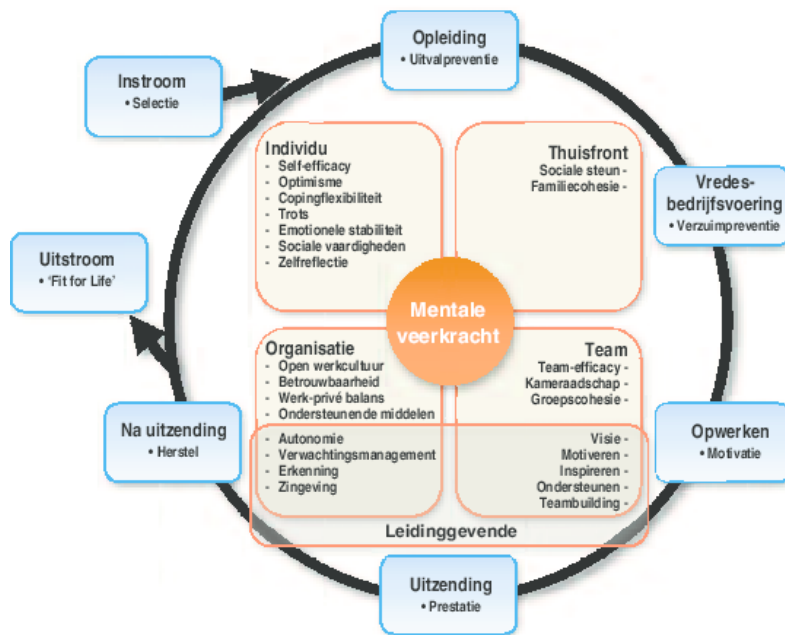 Opleiding
• Uitvalpreventie
Instroom
• Selectie
Individu
- Self-efficacy
- Optimisme
- Copingflexibiliteit
- Trots
- Emotionele stabiliteit
- Sociale vaardigheden
- Zelfreflectie
Thuisfront
Sociale steun -
Familiecohesie -
Vredes-
bedrijfsvoering
• Verzuimpreventie
Uitstroom
• 'Fit for Life'
Mentale
veerkracht
Organisatie
- Open werkcultuur
- Betrouwbaarheid
- Werk-privé balans
- Ondersteunende middelen
- Autonomie
- Verwachtingsmanagement
- Erkenning
- Zingeving
Team
Team-efficacy -
Kameraadschap -
Groepscohesie -
Visie -
Motiveren -
Inspireren -
Ondersteunen -
Teambuilding -
Leidinggevende
Na uitzending
• Herstel
Opwerken
• Motivatie
Uitzending
• Prestatie